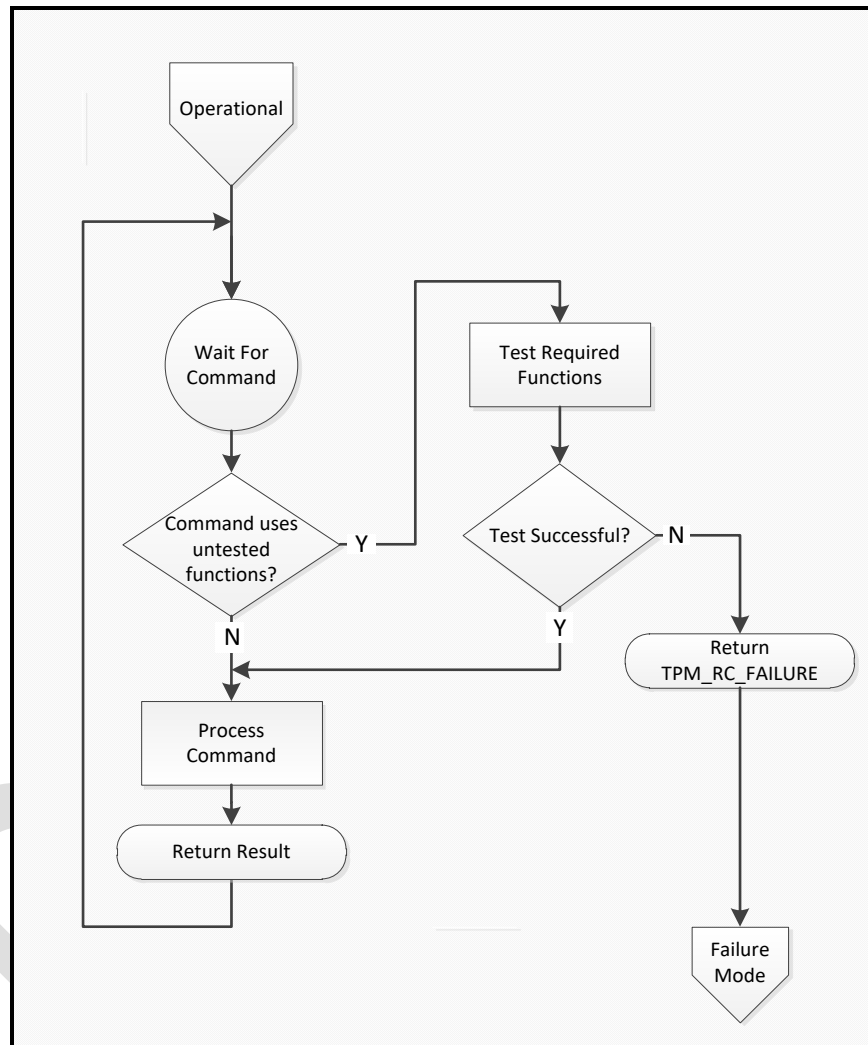 Operational
Wait For
Command
Test Required
Functions
Command uses
untested
functions?
Y
Test Successful?
N
N
Y
Return
TPM_RC_FAILURE
Process
Command
Return Result
Failure
Mode